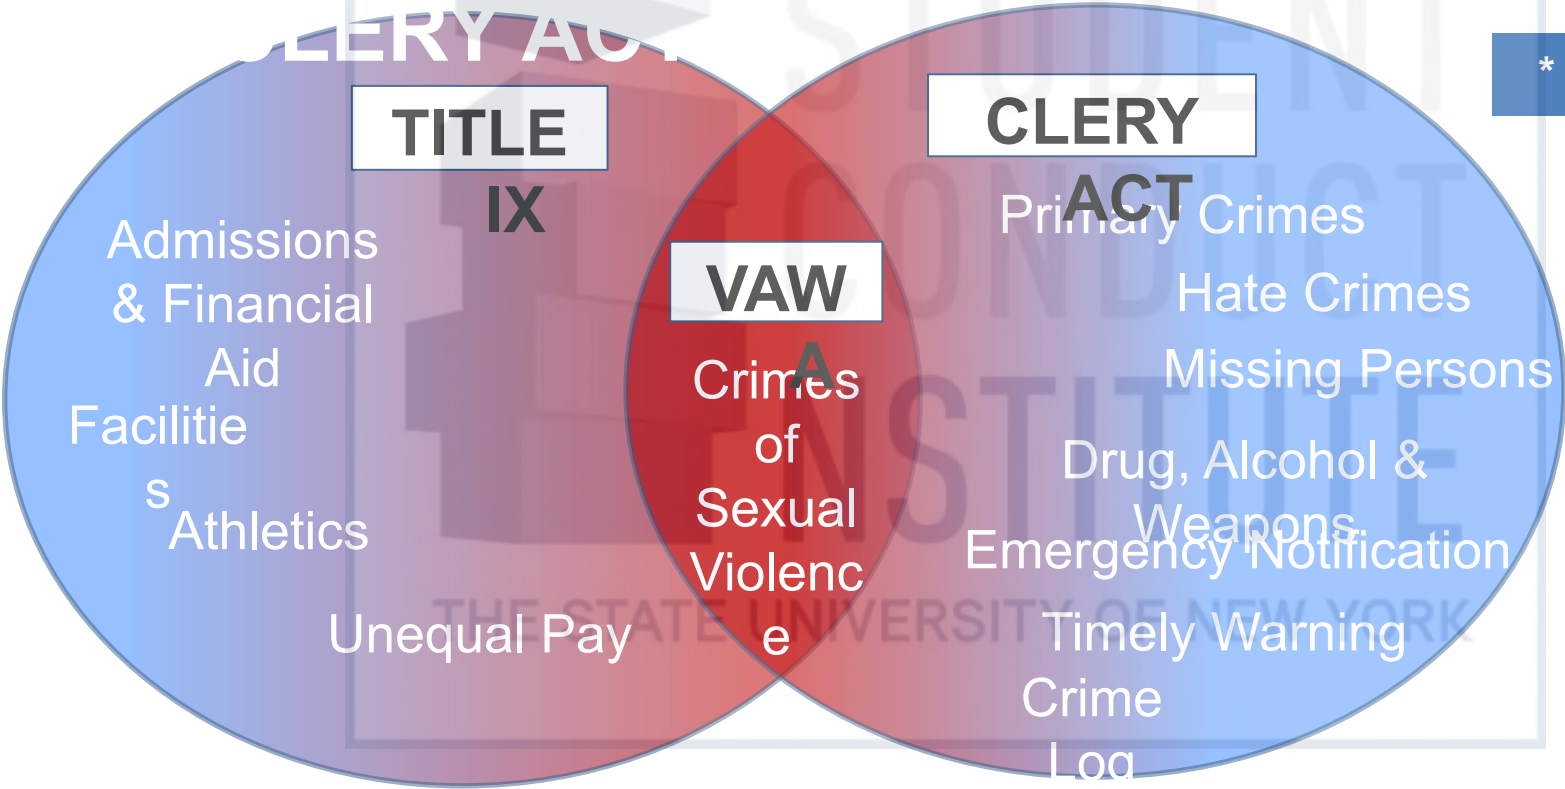 CLERY ACT
*
TITLE
IX
Admissions
& Financial
Aid
Facilitie
s
Athletics
Unequal Pay
VAW
A
Crimes
of
Sexual
Violenc
e
CLERY
ACT
Primary Crimes
Hate Crimes
Missing Persons
Drug, Alcohol &
Weapons
Emergency Notification
Timely Warning
Crime
Log
STUDENT
CONDUCT
INSTITUTE
THE STATE UNIVERSITY OF NEW YORK